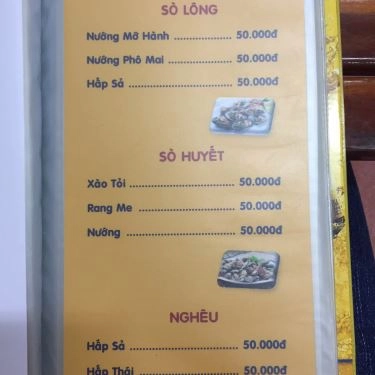 SÒ LÔNG
Nướng Mỡ Hành ........................ 50.000đ
Nướng Phô Mai ........................ 50.000đ
Hấp Sả ........................................ 50.000đ
SÒ HUYẾT
Xào Tỏi ................................ 50.000đ
Rang Me ............................... 50.000đ
Nướng .................................. 50.000đ
NGHÊU
Hấp Sả ................................. 50.000đ
Hấp Thái ............................... 50.000đ